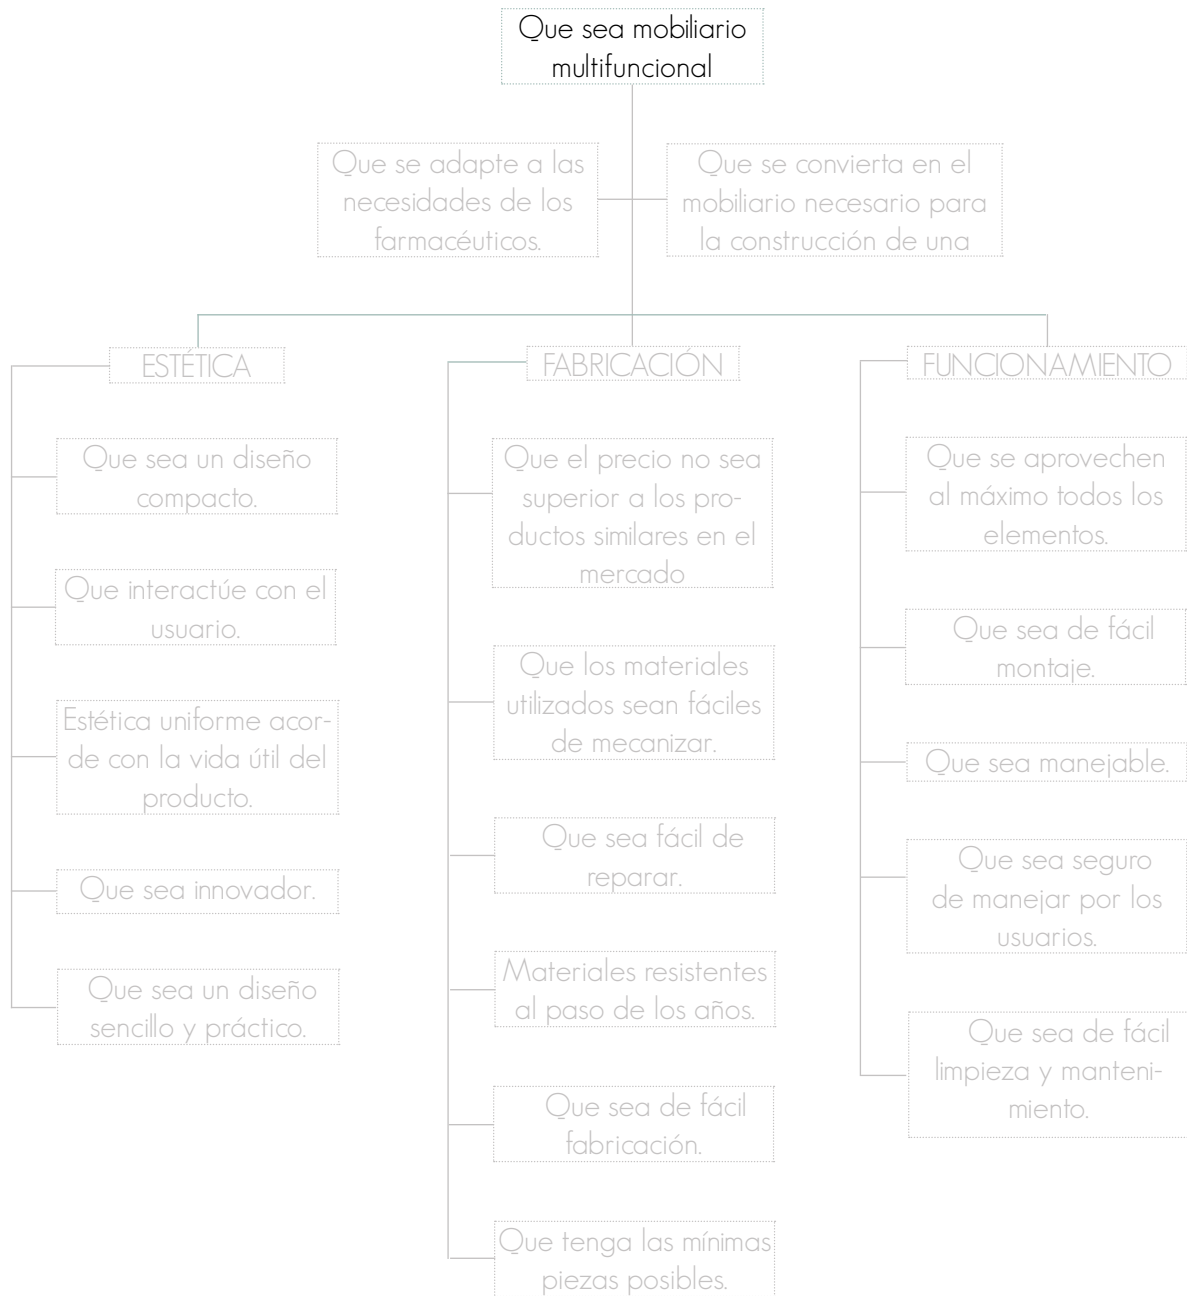 Que sea mobiliario
multifuncional
Que se adapte a las
necesidades de los
farmacéuticos.
Que se convierta en el
mobiliario necesario para
la construcción de una
ESTÉTICA
Que sea un diseño
compacto.
Que interactúe con el
usuario.
Estética uniforme acor-
de con la vida útil del
producto.
Que sea innovador.
Que sea un diseño
sencillo y práctico.
FABRICACIÓN
Que el precio no sea
superior a los pro-
ductos similares en el
mercado
Que los materiales
utilizados sean fáciles
de mecanizar.
Que sea fácil de
reparar.
Materiales resistentes
al paso de los años.
Que sea de fácil
fabricación.
Que tenga las mínimas
piezas posibles.
FUNCIONAMIENTO
Que se aprovechen
al máximo todos los
elementos.
Que sea de fácil
montaje.
Que sea manejable.
Que sea seguro
de manejar por los
usuarios.
Que sea de fácil
limpieza y manteni-
miento.